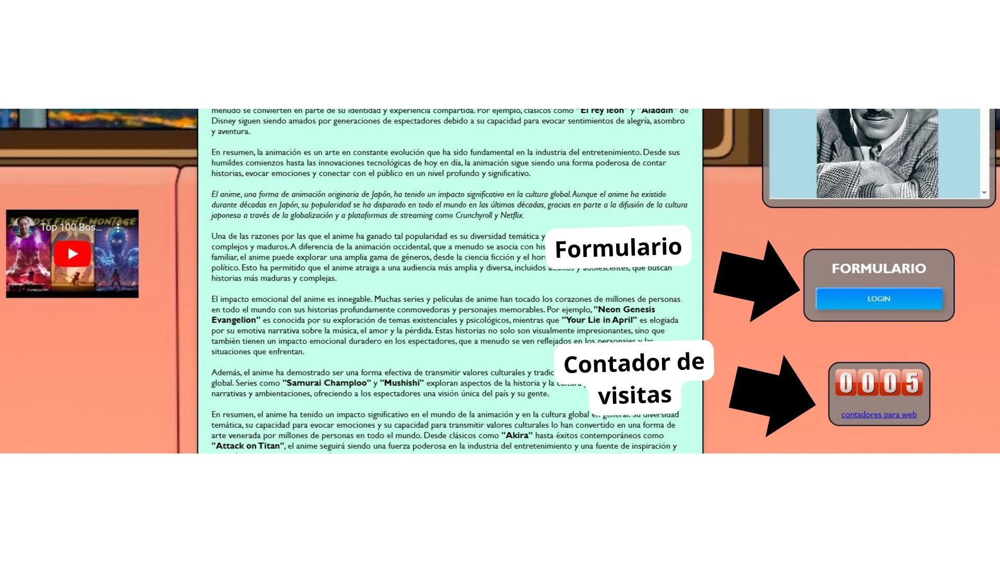 menudo se convierten en parte de su identidad y experiencia compartida. Por ejemplo, clásicos como "El rey león" y "Aladdin" de
Disney siguen siendo amados por generaciones de espectadores debido a su capacidad para evocar sentimientos de alegría, asombro
y aventura.
En resumen, la animación es un arte en constante evolución que ha sido fundamental en la industria del entretenimiento. Desde sus
humildes comienzos hasta las innovaciones tecnológicas de hoy en día, la animación sigue siendo una forma poderosa de contar
historias, evocar emociones y conectar con el público en un nivel profundo y significativo.
El anime, una forma de animación originaria de Japón, ha tenido un impacto significativo en la cultura global. Aunque el anime ha existido
durante décadas en Japón, su popularidad se ha disparado en todo el mundo en las últimas décadas, gracias en parte a la difusión de la cultura
japonesa a través de la globalización y a plataformas de streaming como Crunchyroll y Netflix.
Una de las razones por las que el anime ha ganado tal popularidad es su diversidad temática y
complejos y maduros. A diferencia de la animación occidental, que a menudo se asocia con
familiar, el anime puede explorar una amplia gama de géneros, desde la ciencia ficción y el
político. Esto ha permitido que el anime atraiga a una audiencia más amplia y diversa, incluidos adultos y adolescentes, que buscan
historias más maduras y complejas.
El impacto emocional del anime es innegable. Muchas series y películas de anime han tocado los corazones de millones de personas
en todo el mundo con sus historias profundamente conmovedoras y personajes memorables. Por ejemplo, "Neon Genesis
Evangelion" es conocida por su exploración de temas existenciales y psicológicos, mientras que "Your Lie in April" es elogiada
por su emotiva narrativa sobre la música, el amor y la pérdida. Estas historias no solo son visualmente impresionantes, sino que
también tienen un impacto emocional duradero en los espectadores, que a menudo se ven reflejados en los personajes y las
situaciones que enfrentan.
Además, el anime ha demostrado ser una forma efectiva de transmitir valores culturales y
global. Series como "Samurai Champloo" y "Mushishi" exploran aspectos de la historia y la cultura
narrativas y ambientaciones, ofreciendo a los espectadores una visión única del país y su gente.
En resumen, el anime ha tenido un impacto significativo en el mundo de la animación y en la cultura global en general. Su diversidad
temática, su capacidad para evocar emociones y su capacidad para transmitir valores culturales lo han convertido en una forma de
arte venerada por millones de personas en todo el mundo. Desde clásicos como "Akira" hasta éxitos contemporáneos como
"Attack on Titan", el anime seguirá siendo una fuerza poderosa en la industria del entretenimiento y una fuente de inspiración y
Top 100 Bos...
FIGHT MONTAGE
Formulario
Contador de
visitas
FORMULARIO
LOGIN
0005
contadores para web